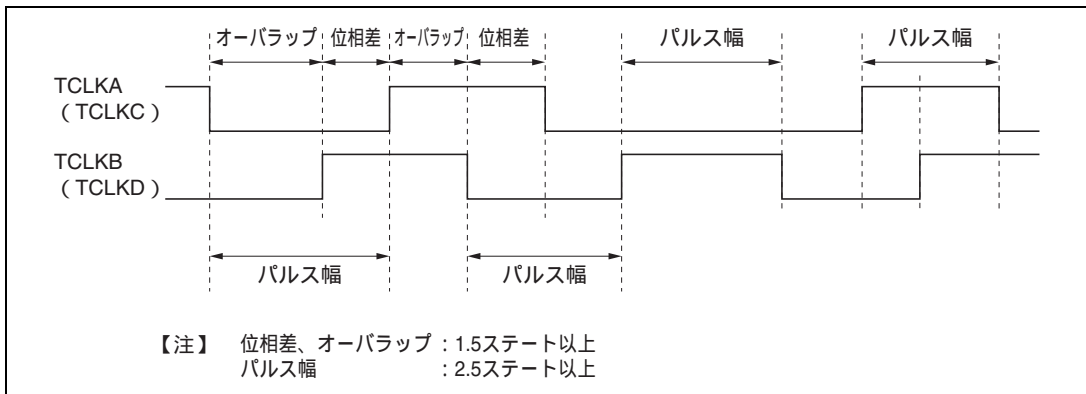 オーバラップ 位相差 オーバラップ 位相差 パルス幅 パルス幅
TCLKA
（TCLKC）
TCLKB
（TCLKD）
パルス幅 パルス幅
【注】 位相差、オーバラップ：1.5ステート以上
パルス幅 ：2.5ステート以上